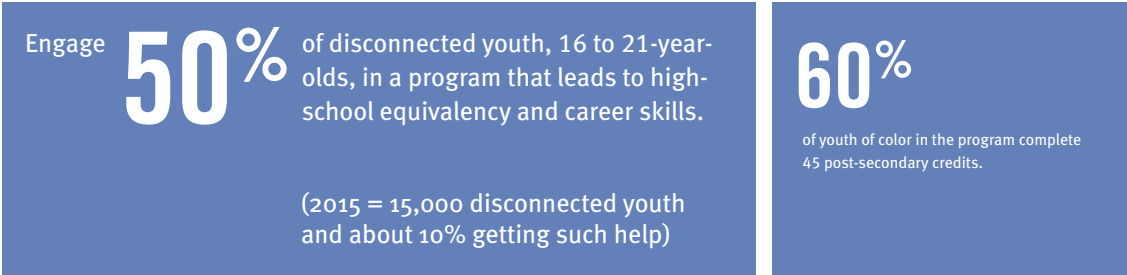 Engage 50% of disconnected youth, 16 to 21-year-
olds, in a program that leads to high-
school equivalency and career skills.
(2015 = 15,000 disconnected youth
and about 10% getting such help)
60%
of youth of color in the program complete
45 post-secondary credits.